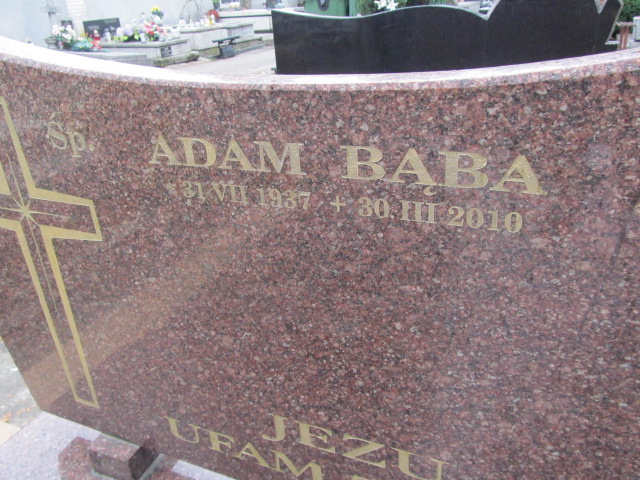 Śp. ADAM BĄBA
* 31 VII 1937 + 30 III 2010
JEZU
UFAM